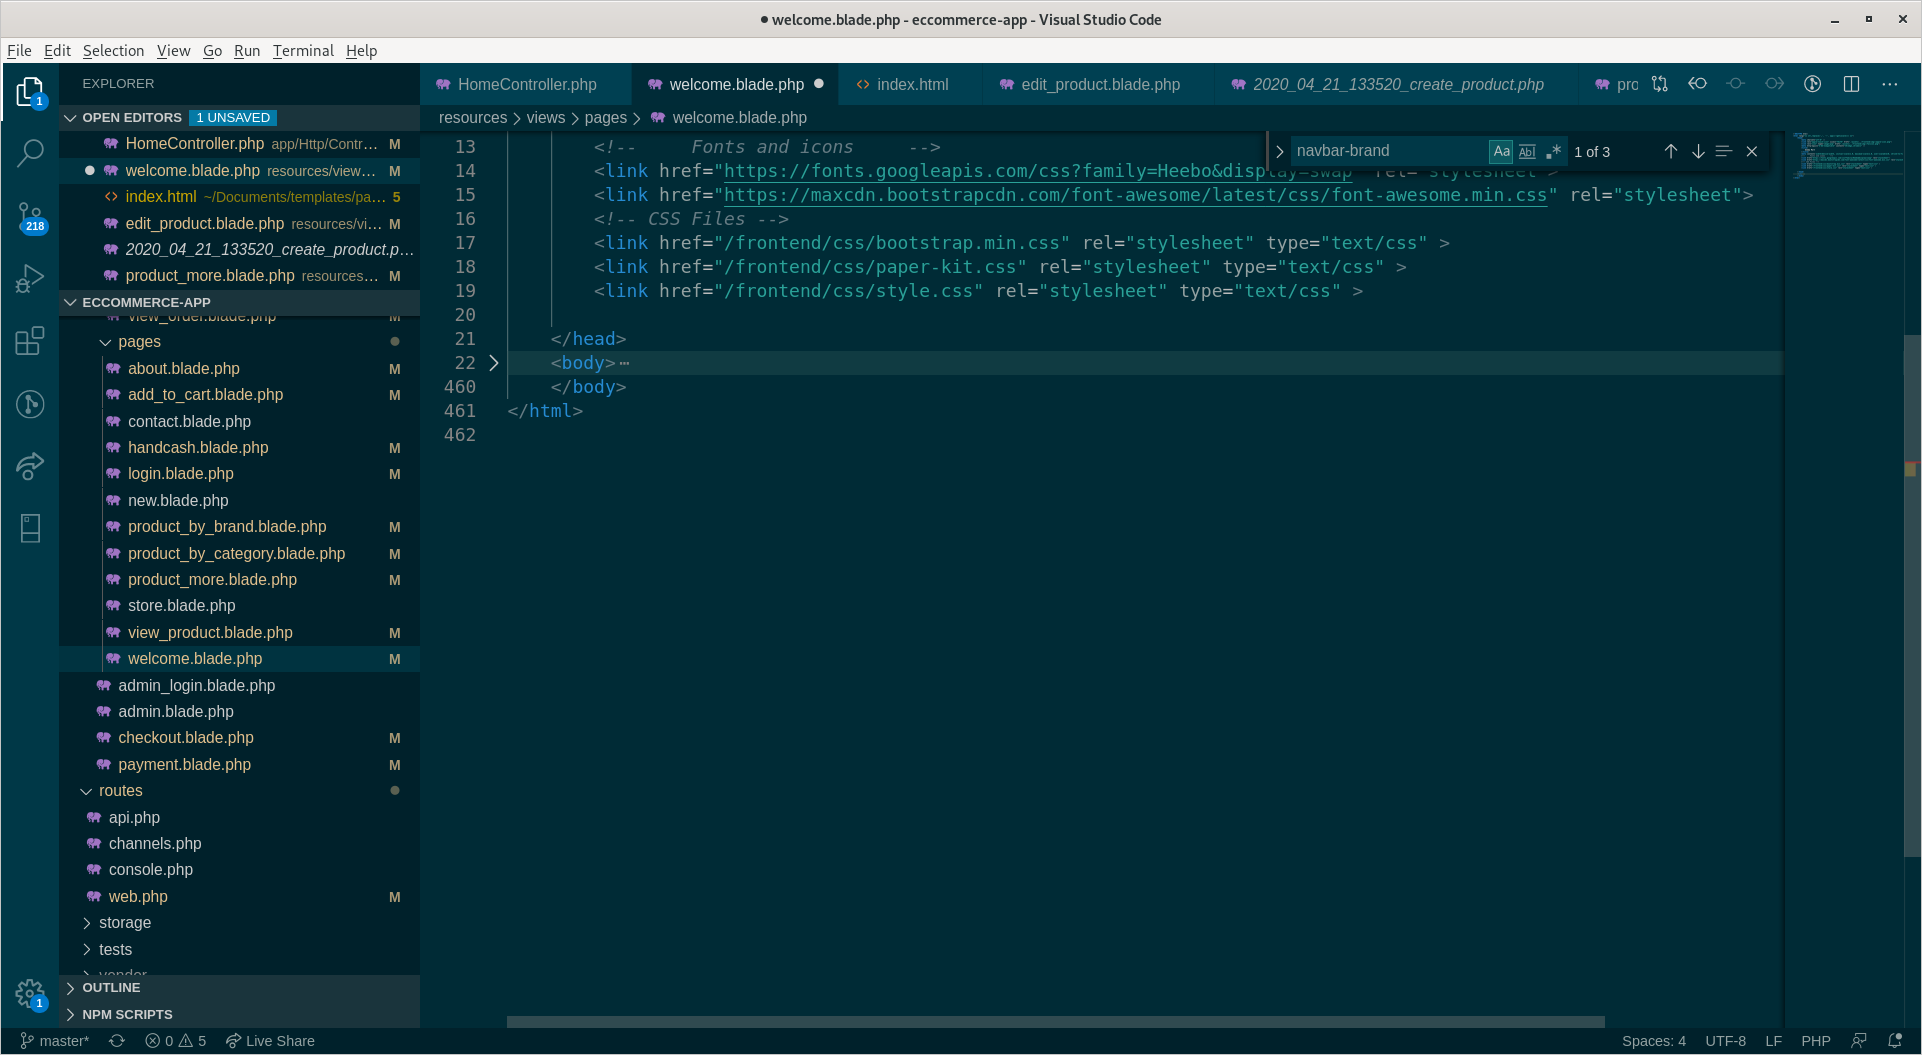 ● welcome.blade.php - eccommerce-app - Visual Studio Code
File Edit Selection View Go Run Terminal Help
EXPLORER
OPEN EDITORS 1 UNSAVED
HomeController.php app/Http/Contr... M
welcome.blade.php resources/view... M
index.html ~/Documents/templates/pa... 5
edit_product.blade.php resources/vi... M
2020_04_21_133520_create_product.p...
product_more.blade.php resources... M
ECCOMMERCE-APP
view_order.blade.php M
pages
about.blade.php M
add_to_cart.blade.php M
contact.blade.php
handcash.blade.php M
login.blade.php M
new.blade.php
product_by_brand.blade.php M
product_by_category.blade.php M
product_more.blade.php M
store.blade.php
view_product.blade.php M
welcome.blade.php M
admin_login.blade.php
admin.blade.php
checkout.blade.php M
payment.blade.php M
routes
api.php
channels.php
console.php
web.php M
storage
tests
vendor
OUTLINE
NPM SCRIPTS
1
218
1
HomeController.php welcome.blade.php index.html edit_product.blade.php 2020_04_21_133520_create_product.php pro
resources > views > pages > welcome.blade.php
navbar-brand Aa Abl .* 1 of 3
13 <!-- Fonts and icons -->
14 <link href="https://fonts.googleapis.com/css?family=Heebo&display=swap" rel="stylesheet">
15 <link href="https://maxcdn.bootstrapcdn.com/font-awesome/latest/css/font-awesome.min.css" rel="stylesheet">
16 <!-- CSS Files -->
17 <link href="/frontend/css/bootstrap.min.css" rel="stylesheet" type="text/css" >
18 <link href="/frontend/css/paper-kit.css" rel="stylesheet" type="text/css" >
19 <link href="/frontend/css/style.css" rel="stylesheet" type="text/css" >
20
21 </head>
22 <body>⋯
460 </body>
461 </html>
462
master* 0 5 Live Share Spaces: 4 UTF-8 LF PHP